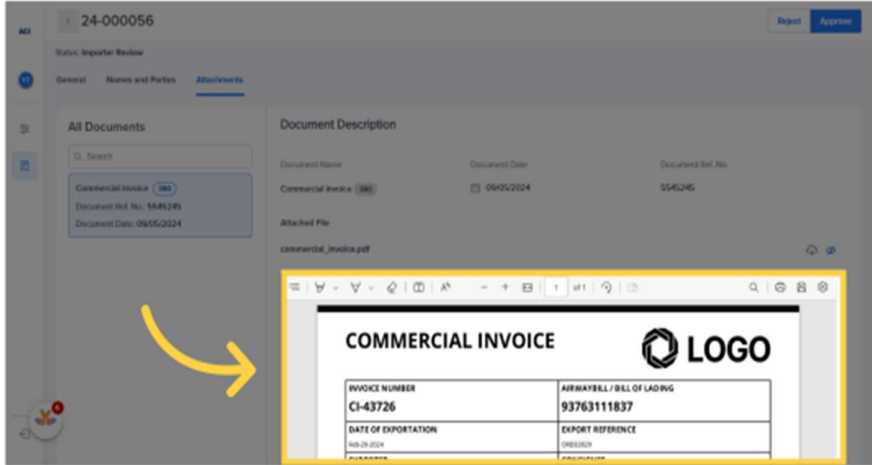 ACI
24-000056
Reject Approve
Status: Importer Review
YT
General Names and Parties Attachments
All Documents
Search
Commercial Invoice 380
Document Ref. No.: 5545245
Document Date: 09/05/2024
Document Description
Document Name Document Date Document Ref. No.
Commercial Invoice 380 09/05/2024 5545245
Attached File
commercial_invoice.pdf
1 of 1
COMMERCIAL INVOICE
LOGO
INVOICE NUMBER AIRWAYBILL / BILL OF LADING
CI-43726 93763111837
DATE OF EXPORTATION EXPORT REFERENCE
Feb-29-2024
6